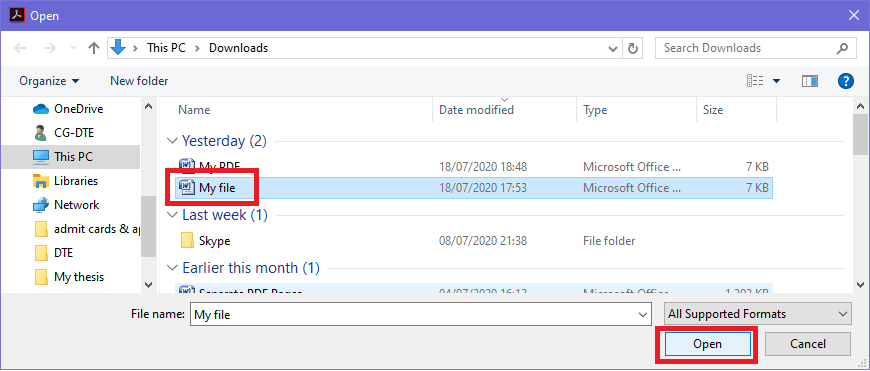 Open
This PC > Downloads
Search Downloads
Organize
New folder
Name Date modified Type Size
OneDrive
CG-DTE
This PC
Libraries
Network
admit cards & a
DTE
My thesis
Yesterday (2)
My PDF 18/07/2020 18:48 Microsoft Office ... 7 KB
My file 18/07/2020 17:53 Microsoft Office ... 7 KB
Last week (1)
Skype 08/07/2020 21:38 File folder
Earlier this month (1)
Separate PDF Pages 04/07/2020 Microsoft Office ...
File name: My file All Supported Formats
Open Cancel